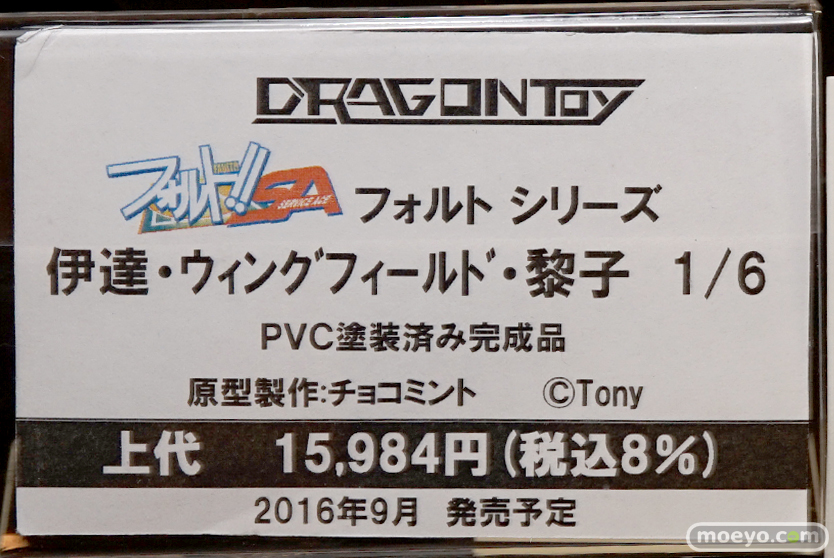 DRAGONToy
フォルト!!SA SERVICE ACE フォルト シリーズ
伊達・ウィングフィールド・黎子 1/6
PVC塗装済み完成品
原型製作:チョコミント ©Tony
上代 15,984円(税込8%)
2016年9月 発売予定
moeyo.com